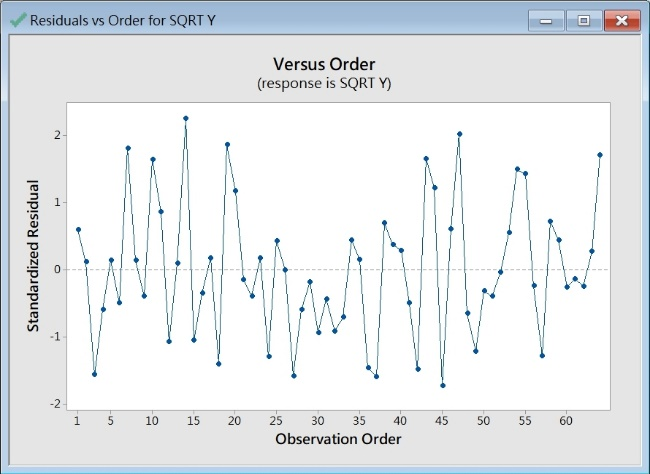 Residuals vs Order for SQRT Y
Versus Order
(response is SQRT Y)
Standardized Residual
2
1
0
-1
-2
1 5 10 15 20 25 30 35 40 45 50 55 60
Observation Order